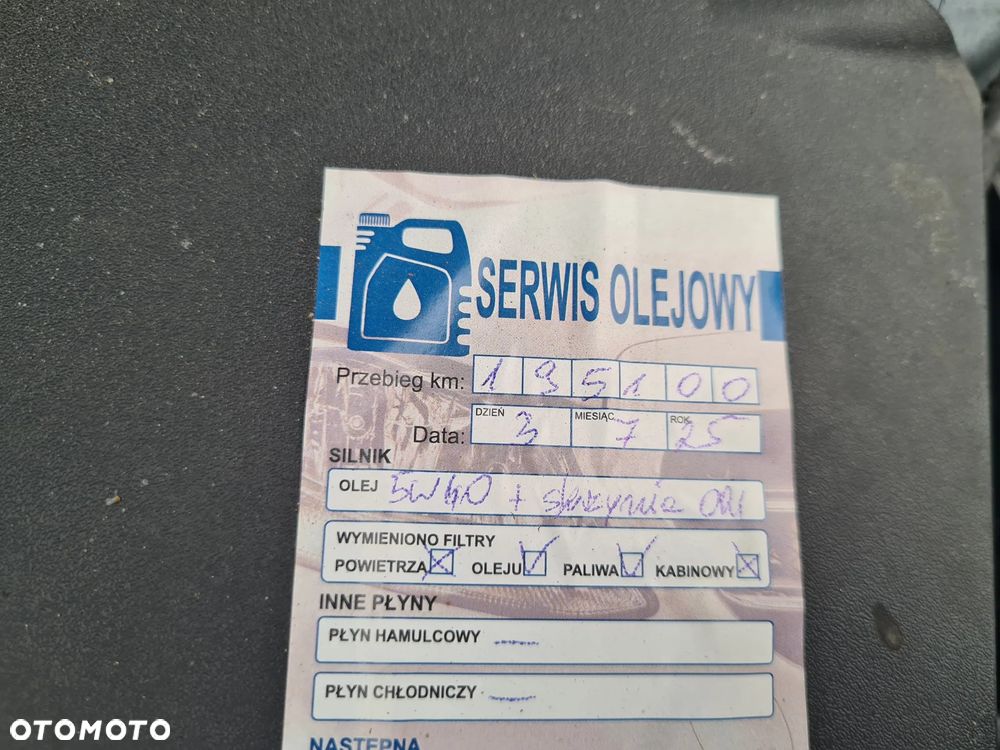 SERWIS OLEJOWY
Przebieg km: 195100
DZIEŃ MIESIĄC ROK
Data: 3 7 25
SILNIK
OLEJ 5W40 + skrzynia
WYMIENIONO FILTRY
POWIETRZA OLEJU PALIWA KABINOWY
INNE PŁYNY
PŁYN HAMULCOWY —
PŁYN CHŁODNICZY —
NASTĘPNA
OTOMOTO